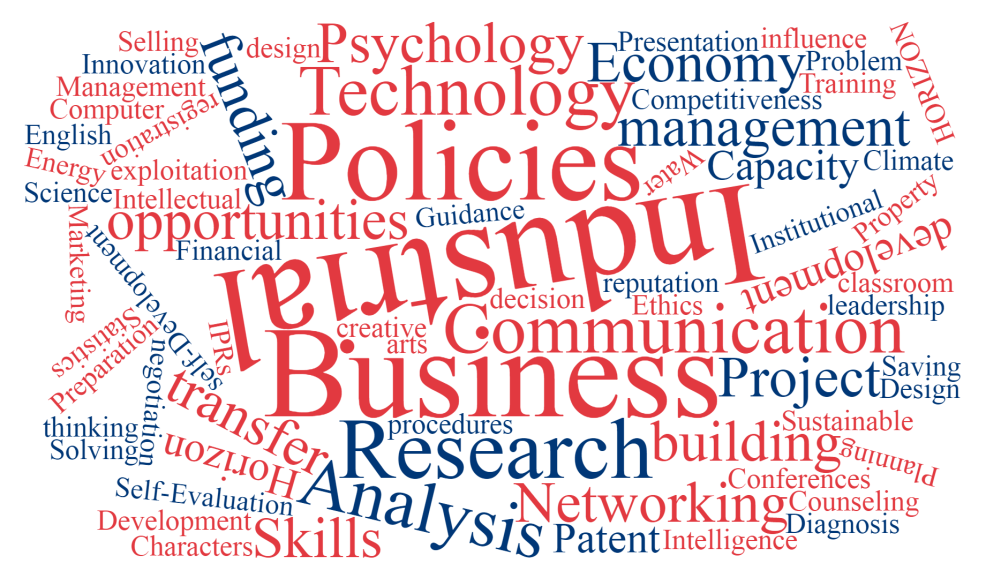 Selling
Innovation
Management
Computer
English
registration
Energy
exploitation
Science
Intellectual
opportunities
Financial
funding
design
Psychology
Technology
Policies
Guidance
Industrial
Economy
Presentation
influence
Problem
Training
HORIZON
Competitiveness
management
Water
Capacity
Climate
Institutional
Property
development
classroom
leadership
reputation
decision
Ethics
creative
arts
Communication
Business
Project
Saving
Design
Marketing
self-Development
IPRs
Statistics
Preparation
negotiation
transfer
thinking
Solving
Horizon
procedures
Research
building
Sustainable
Planning
Conferences
Counseling
Self-Evaluation
Analysis
Networking
Diagnosis
Development
Characters
Skills
Patent
Intelligence